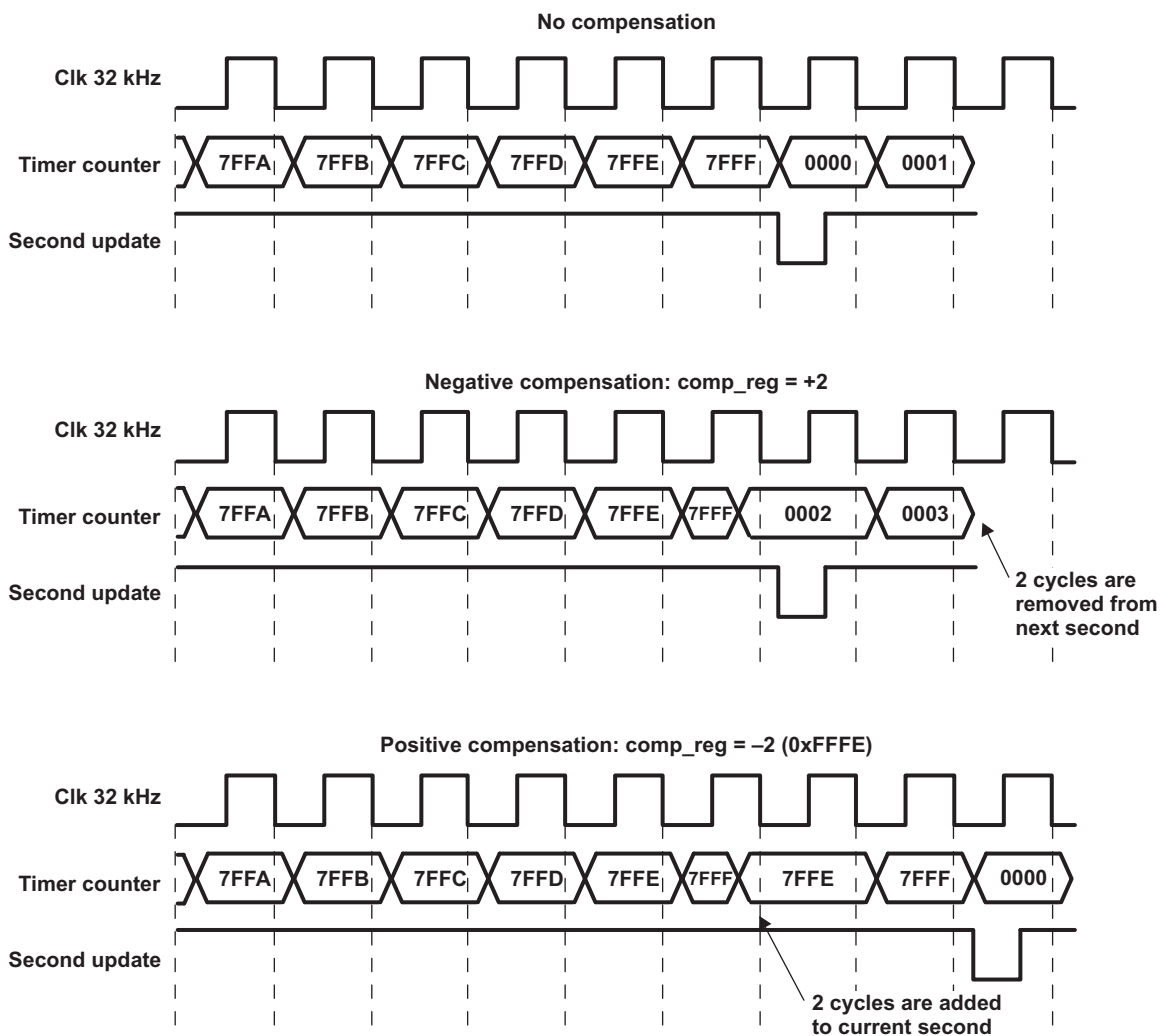 No compensation
Clk 32 kHz
Timer counter
7FFA 7FFB 7FFC 7FFD 7FFE 7FFF 0000 0001
Second update
Negative compensation: comp_reg = +2
Clk 32 kHz
Timer counter
7FFA 7FFB 7FFC 7FFD 7FFE 7FFF 0002 0003
Second update
2 cycles are
removed from
next second
Positive compensation: comp_reg = –2 (0xFFFE)
Clk 32 kHz
Timer counter
7FFA 7FFB 7FFC 7FFD 7FFE 7FFF 7FFE 7FFF 0000
Second update
2 cycles are added
to current second